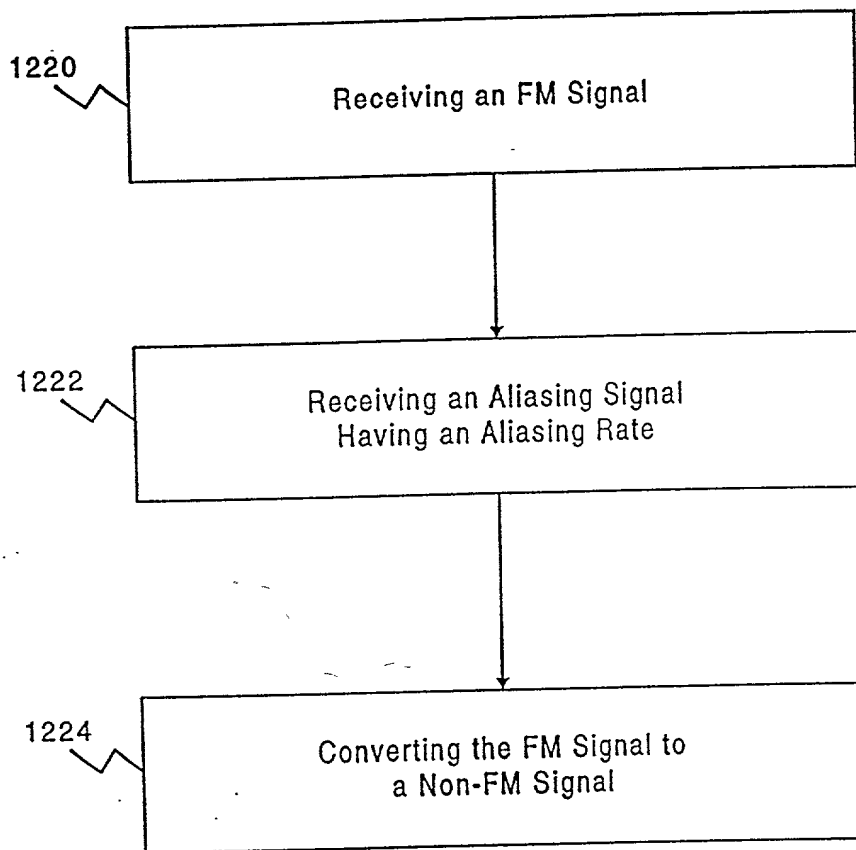 1220
Receiving an FM Signal
1222
Receiving an Aliasing Signal
Having an Aliasing Rate
1224
Converting the FM Signal to
a Non-FM Signal